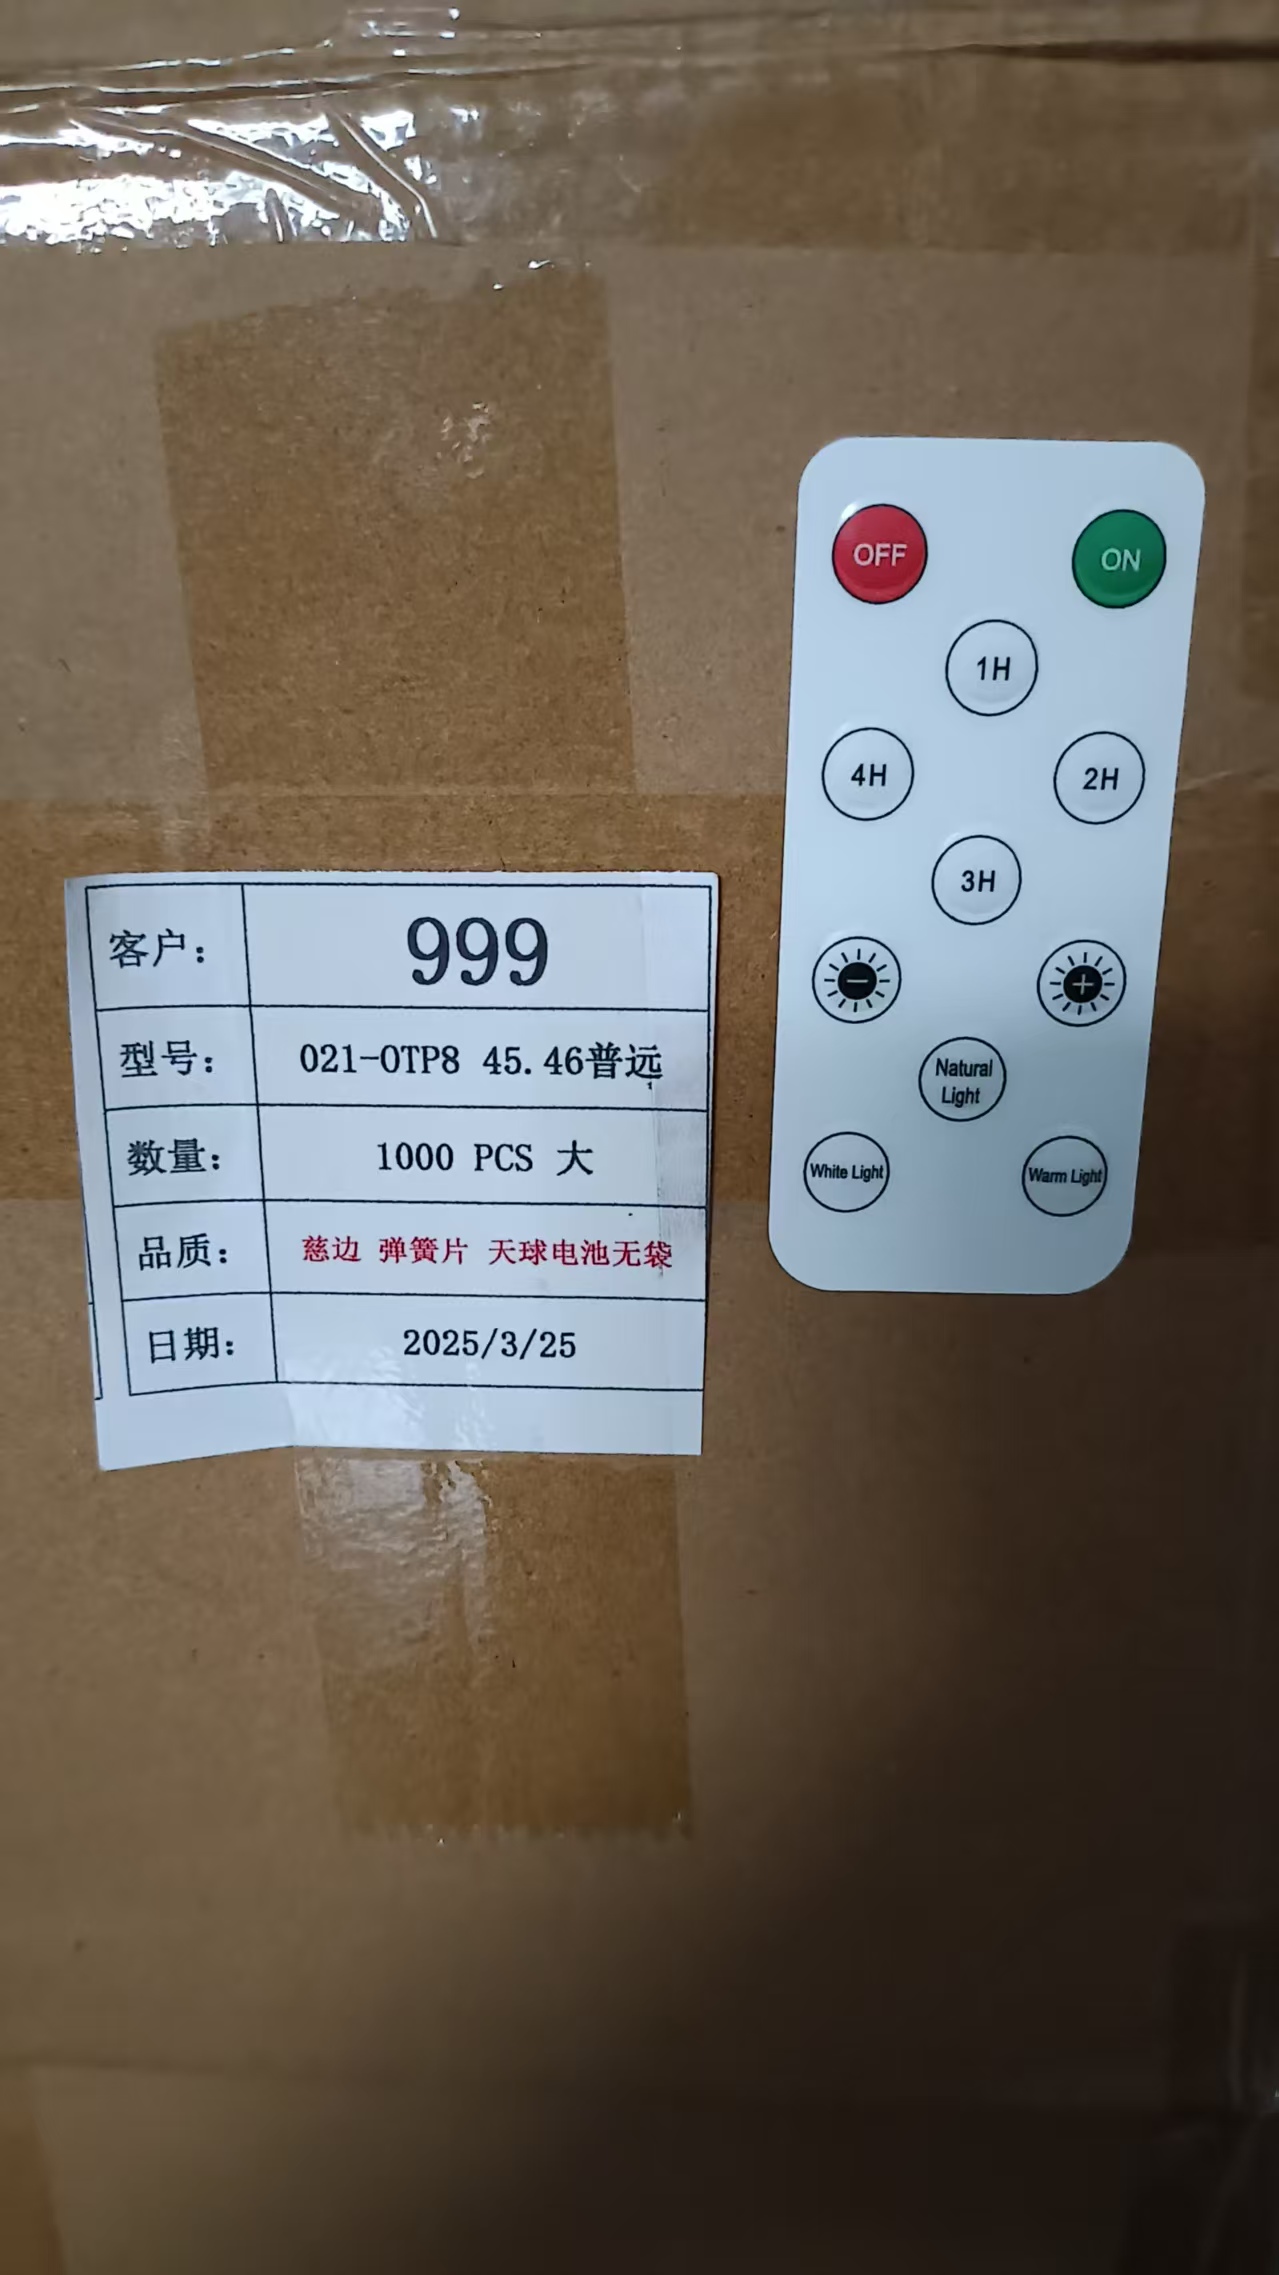 OFF ON
1H
4H 2H
3H
− +
Natural
Light
White Light Warm Light
客户： 999
型号： 021-OTP8 45.46普远
数量： 1000 PCS 大
品质： 慈边 弹簧片 天球电池无袋
日期： 2025/3/25